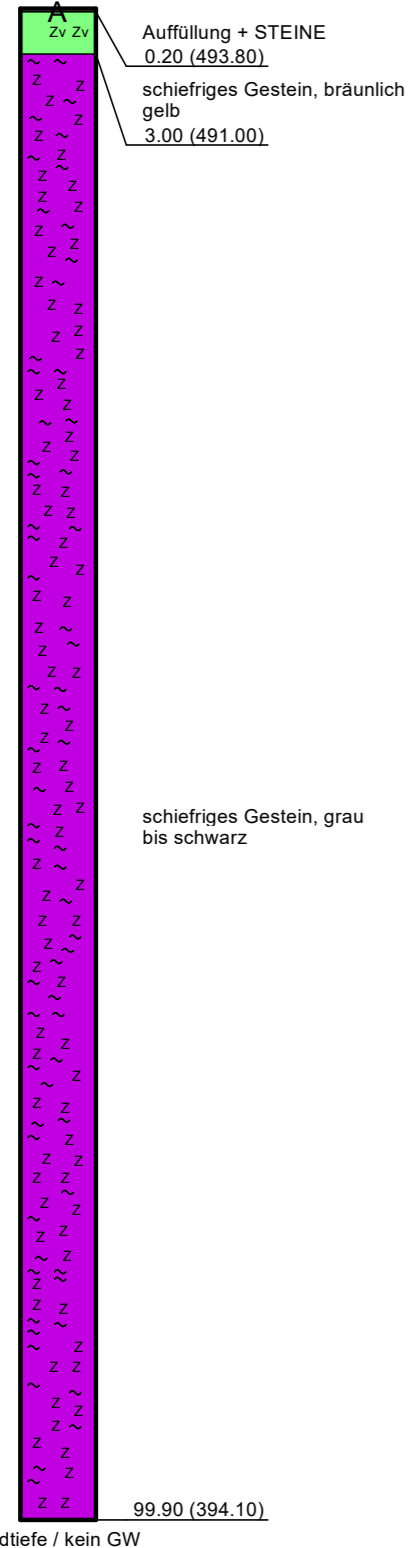 A
Zv Zv
Auffüllung + STEINE
0.20 (493.80)
schiefriges Gestein, bräunlich
gelb
3.00 (491.00)
schiefriges Gestein, grau
bis schwarz
99.90 (394.10)
dtiefe / kein GW